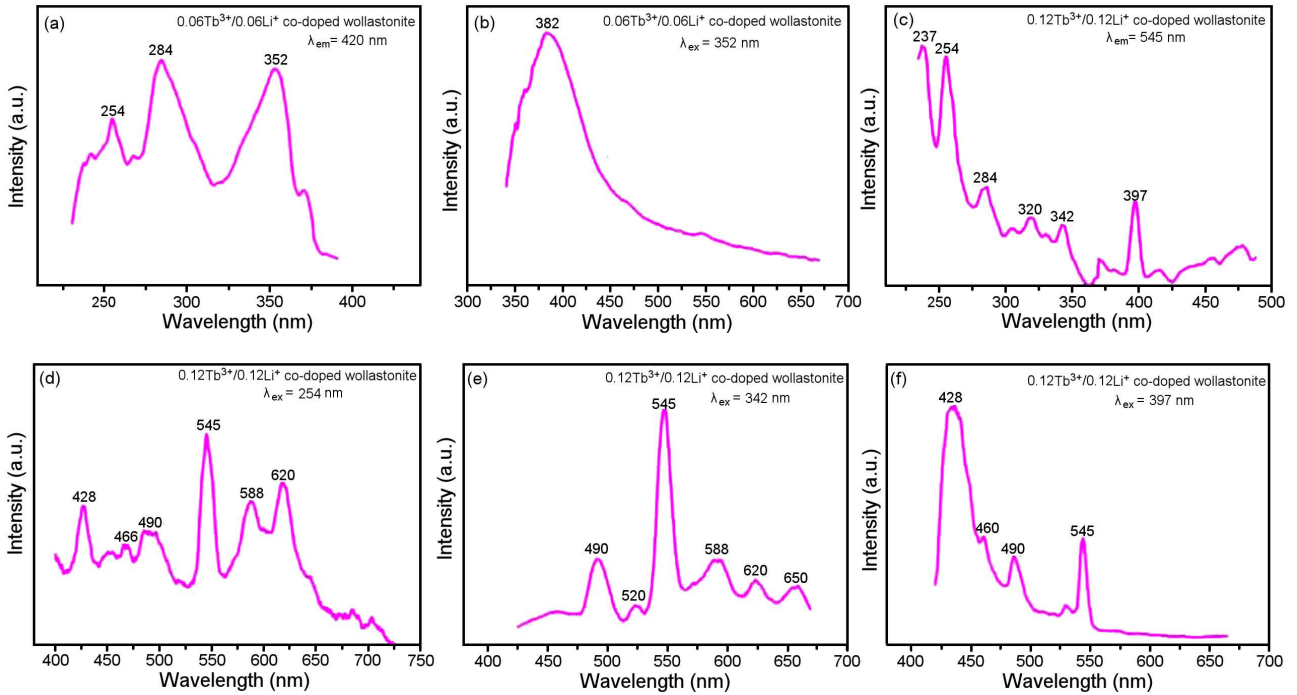 (a)
0.06Tb³⁺/0.06Li⁺ co-doped wollastonite
λem= 420 nm
254
284
352
Intensity (a.u.)
250 300 350 400
Wavelength (nm)
(b)
0.06Tb³⁺/0.06Li⁺ co-doped wollastonite
λex = 352 nm
382
Intensity (a.u.)
300 350 400 450 500 550 600 650 700
Wavelength (nm)
(c)
0.12Tb³⁺/0.12Li⁺ co-doped wollastonite
λem= 545 nm
237
254
284
320
342
397
Intensity (a.u.)
250 300 350 400 450 500
Wavelength (nm)
(d)
0.12Tb³⁺/0.12Li⁺ co-doped wollastonite
λex = 254 nm
428
466
490
545
588
620
Intensity (a.u.)
400 450 500 550 600 650 700 750
Wavelength (nm)
(e)
0.12Tb³⁺/0.12Li⁺ co-doped wollastonite
λex = 342 nm
490
520
545
588
620
650
Intensity (a.u.)
400 450 500 550 600 650 700
Wavelength (nm)
(f)
0.12Tb³⁺/0.12Li⁺ co-doped wollastonite
λex = 397 nm
428
460
490
545
Intensity (a.u.)
400 450 500 550 600 650 700
Wavelength (nm)